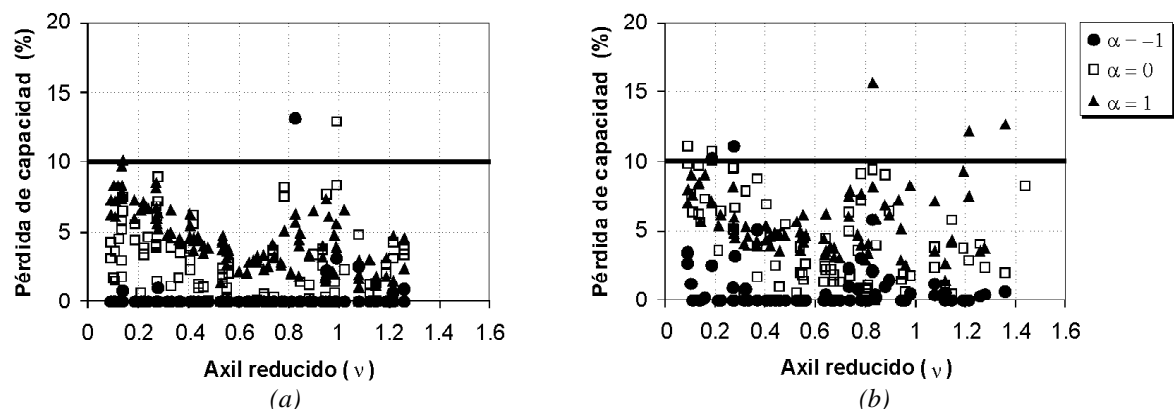 Pérdida de capacidad (%)
20
15
10
5
0
0 0.2 0.4 0.6 0.8 1 1.2 1.4 1.6
Axil reducido ( ν )
(a)
Pérdida de capacidad (%)
20
15
10
5
0
0 0.2 0.4 0.6 0.8 1 1.2 1.4 1.6
Axil reducido ( ν )
(b)
α = -1
α = 0
α = 1